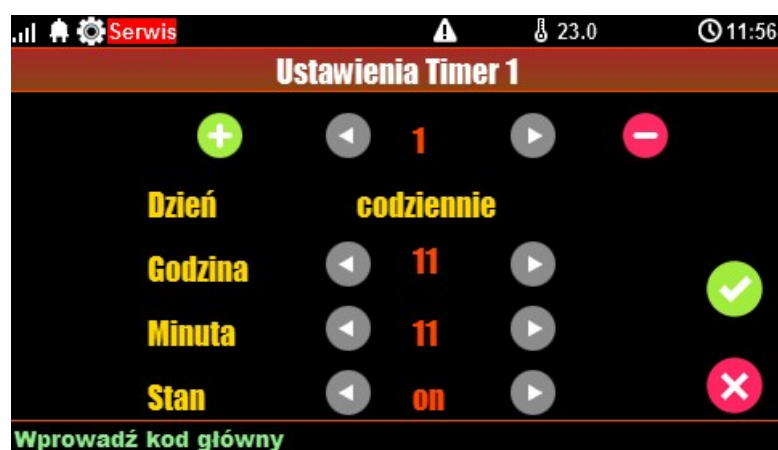 Serwis 23.0 11:56
Ustawienia Timer 1
1
Dzień codziennie
Godzina 11
Minuta 11
Stan on
Wprowadź kod główny